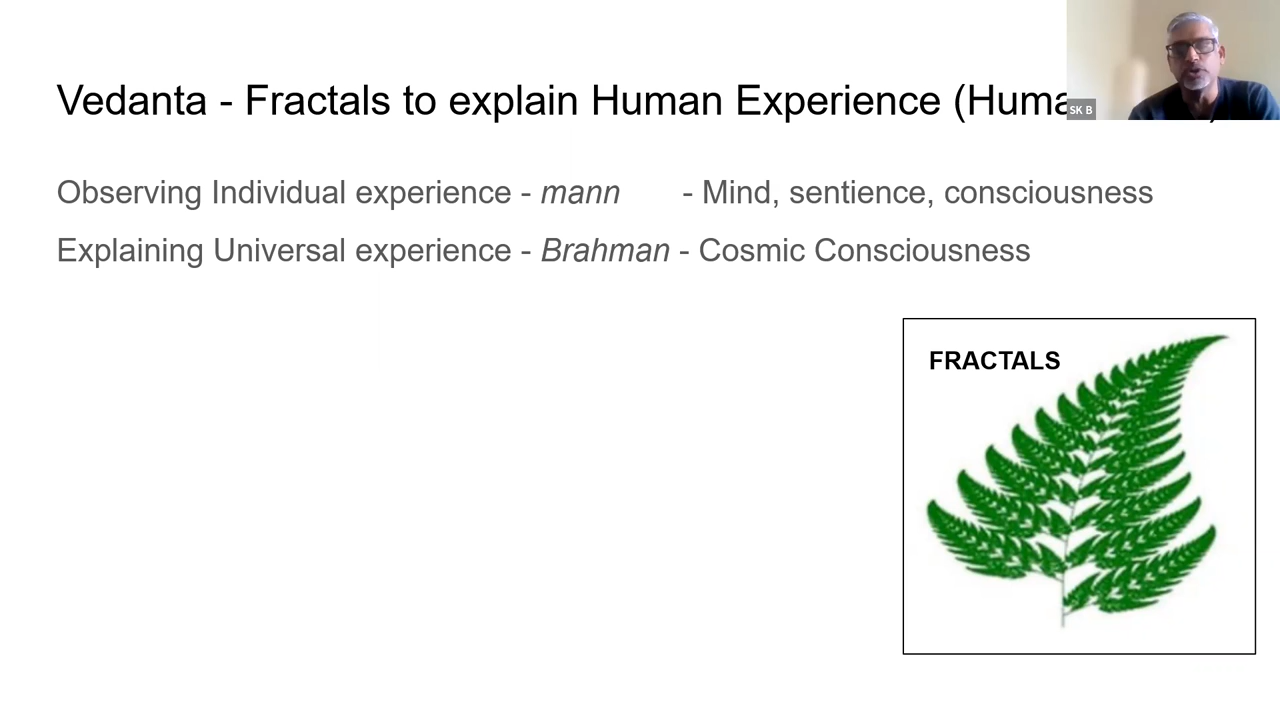 Vedanta - Fractals to explain Human Experience (Huma
SK B
Observing Individual experience - mann - Mind, sentience, consciousness
Explaining Universal experience - Brahman - Cosmic Consciousness
FRACTALS